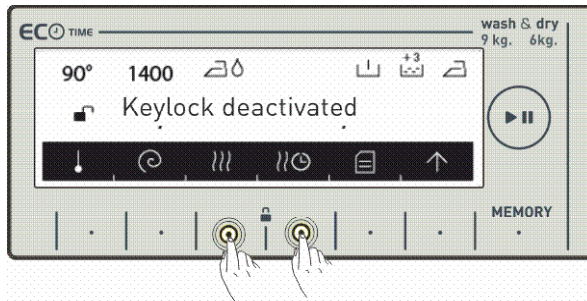 ECO TIME
wash & dry
9 kg. 6kg.
90° 1400
+3
Keylock deactivated
MEMORY